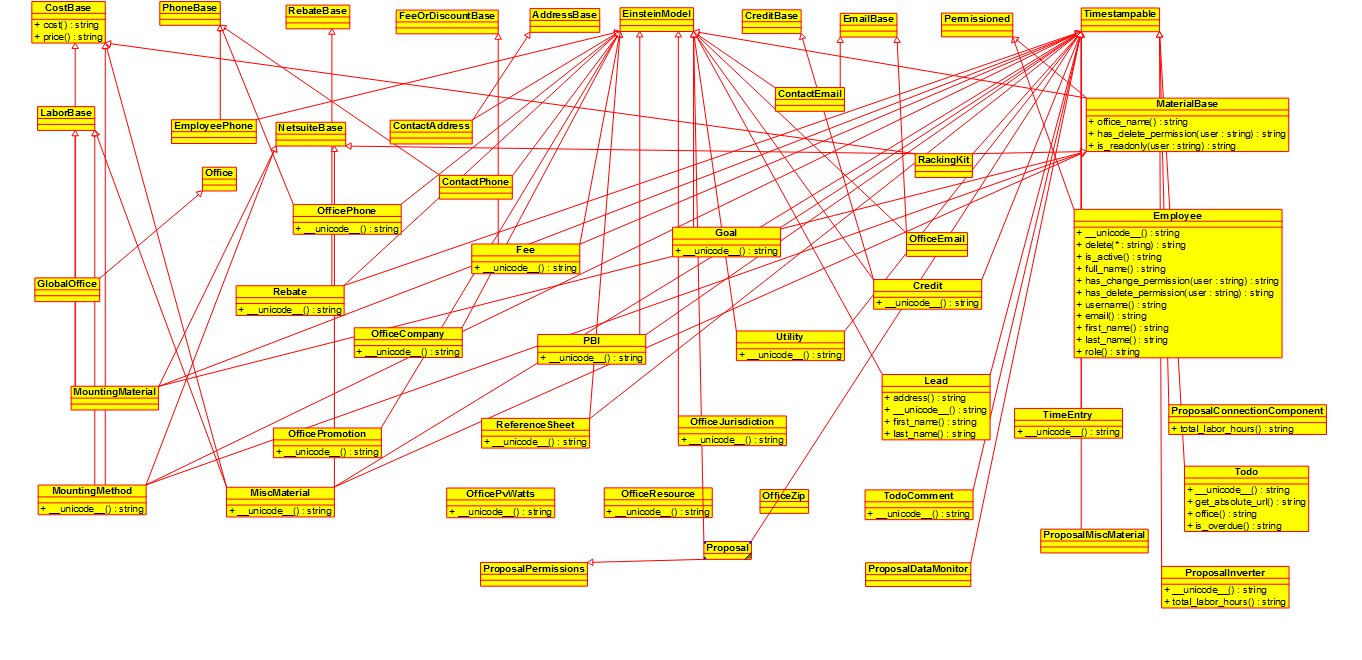 CostBase
+ cost() : string
+ price() : string
PhoneBase
RebateBase
FeeOrDiscountBase
AddressBase
EinsteinModel
CreditBase
EmailBase
Permissioned
Timestampable
LaborBase
EmployeePhone
NetsuiteBase
ContactAddress
ContactEmail
MaterialBase
+ office_name() : string
+ has_delete_permission(user : string) : string
+ is_readonly(user : string) : string
Office
ContactPhone
RackingKit
OfficePhone
+ __unicode__() : string
Fee
+ __unicode__() : string
Goal
+ __unicode__() : string
OfficeEmail
Employee
+ __unicode__() : string
+ delete(* : string) : string
+ is_active() : string
+ full_name() : string
+ has_change_permission(user : string) : string
+ has_delete_permission(user : string) : string
+ username() : string
+ email() : string
+ first_name() : string
+ last_name() : string
+ role() : string
GlobalOffice
Rebate
+ __unicode__() : string
Credit
+ __unicode__() : string
OfficeCompany
+ __unicode__() : string
PBI
+ __unicode__() : string
Utility
+ __unicode__() : string
MountingMaterial
Lead
+ address() : string
+ __unicode__() : string
+ first_name() : string
+ last_name() : string
OfficePromotion
+ __unicode__() : string
ReferenceSheet
+ __unicode__() : string
OfficeJurisdiction
+ __unicode__() : string
TimeEntry
+ __unicode__() : string
ProposalConnectionComponent
+ total_labor_hours() : string
MountingMethod
+ __unicode__() : string
MiscMaterial
+ __unicode__() : string
OfficePvWatts
+ __unicode__() : string
OfficeResource
+ __unicode__() : string
OfficeZip
TodoComment
+ __unicode__() : string
Todo
+ __unicode__() : string
+ get_absolute_url() : string
+ office() : string
+ is_overdue() : string
Proposal
ProposalPermissions
ProposalDataMonitor
ProposalMiscMaterial
ProposalInverter
+ __unicode__() : string
+ total_labor_hours() : string